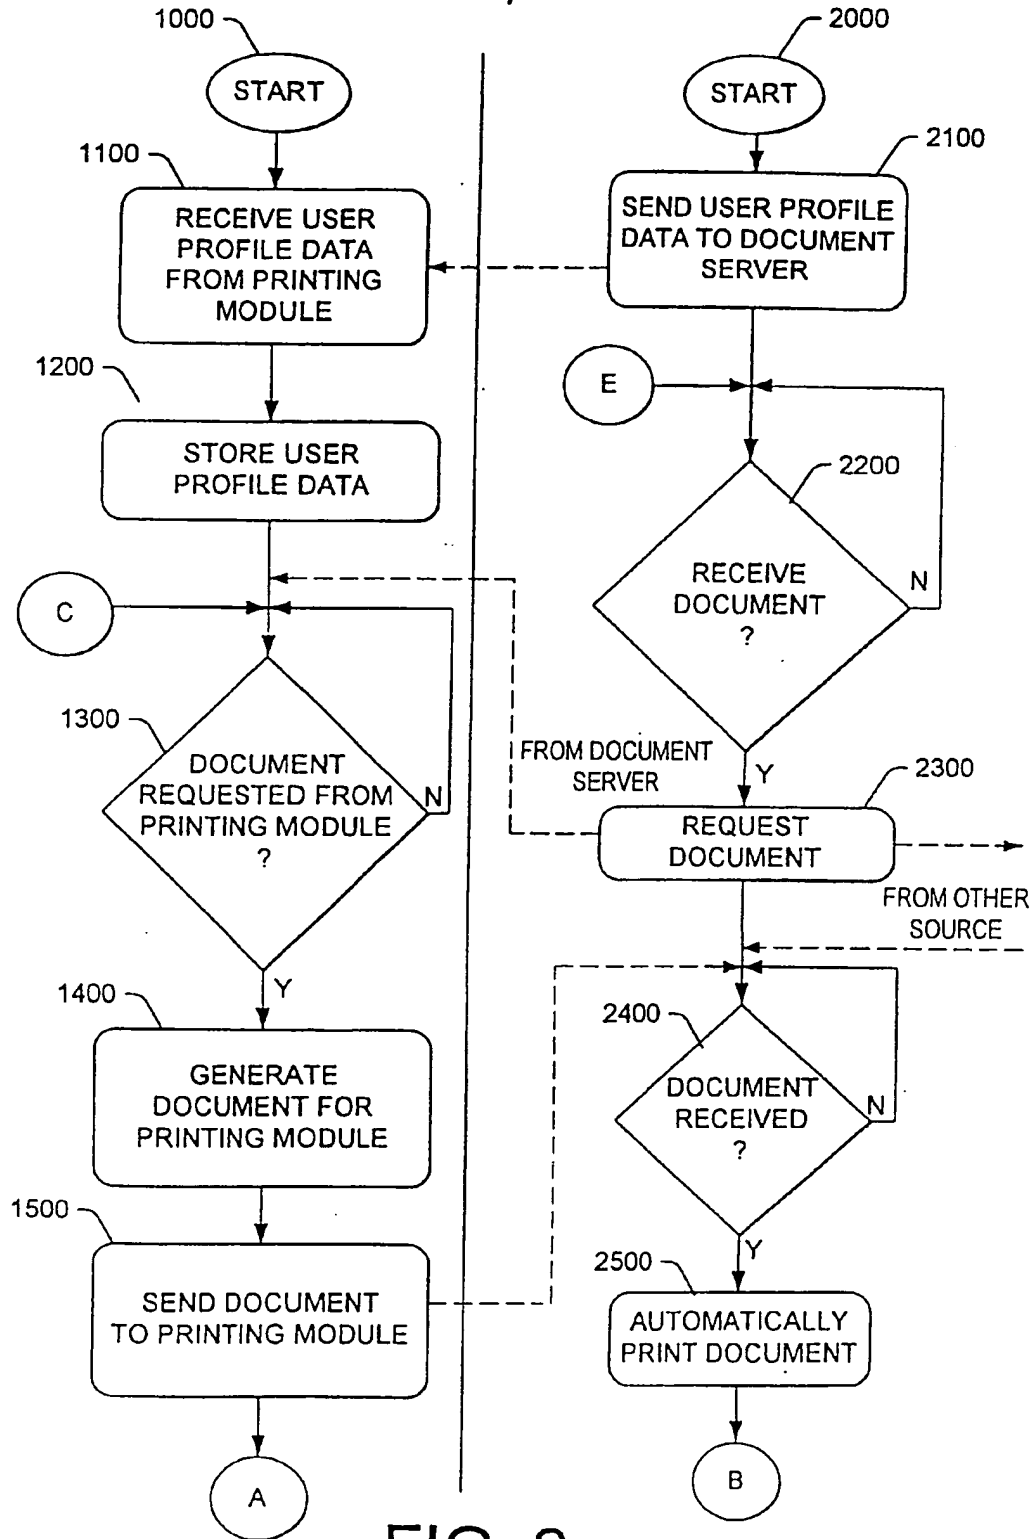 1000
START
1100
RECEIVE USER
PROFILE DATA
FROM PRINTING
MODULE
1200
STORE USER
PROFILE DATA
C
1300
DOCUMENT
REQUESTED FROM
PRINTING MODULE
?
N
Y
1400
GENERATE
DOCUMENT FOR
PRINTING MODULE
1500
SEND DOCUMENT
TO PRINTING MODULE
A
2000
START
2100
SEND USER PROFILE
DATA TO DOCUMENT
SERVER
E
2200
RECEIVE
DOCUMENT
?
N
Y
FROM DOCUMENT
SERVER
2300
REQUEST
DOCUMENT
FROM OTHER
SOURCE
2400
DOCUMENT
RECEIVED
?
N
Y
2500
AUTOMATICALLY
PRINT DOCUMENT
B